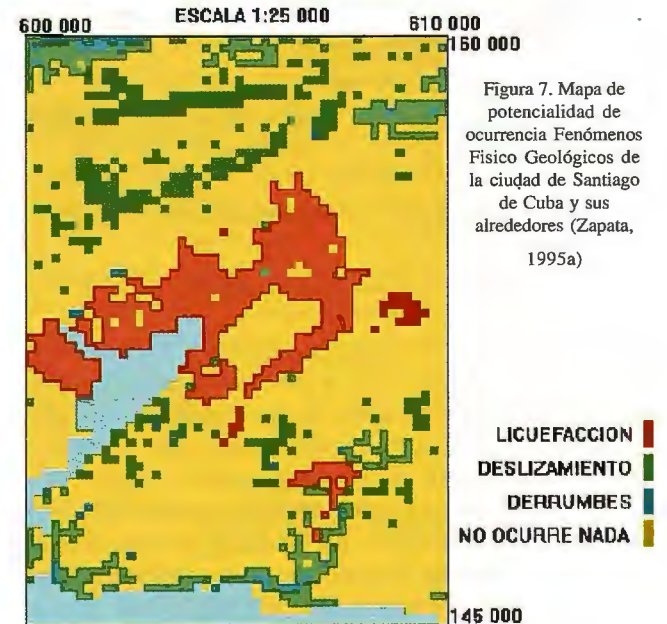 ESCALA 1:25 000
600 000
610 000
160 000
Figura 7. Mapa de
potencialidad de
ocurrencia Fenómenos
Fisico Geológicos de
la ciudad de Santiago
de Cuba y sus
alrededores (Zapata,
1995a)
LICUEFACCION
DESLIZAMIENTO
DERRUMBES
NO OCURRE NADA
145 000